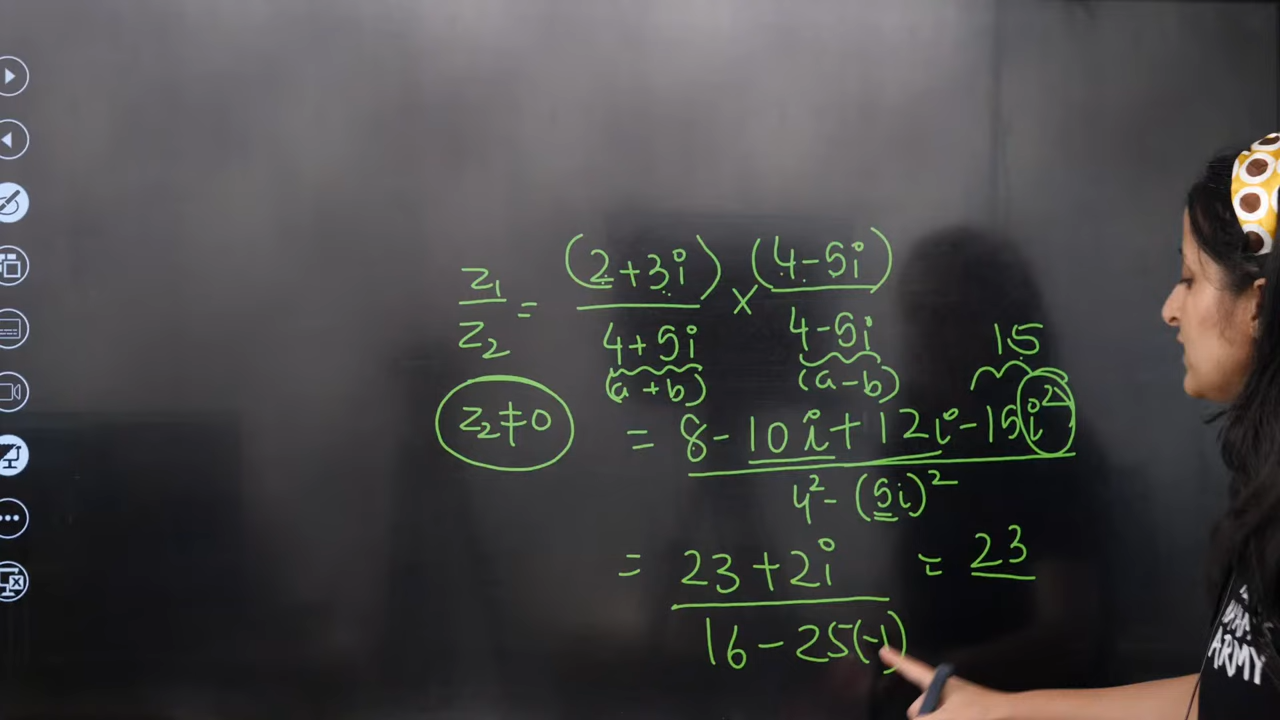 z₁/z₂ = (2+3i)/(4+5i) × (4-5i)/(4-5i)
(a+b) (a-b)
15
z₂≠0
= (8-10i+12i-15i²)/(4²-(5i)²)
= (23+2i)/(16-25(-1)) = 23
ARMY